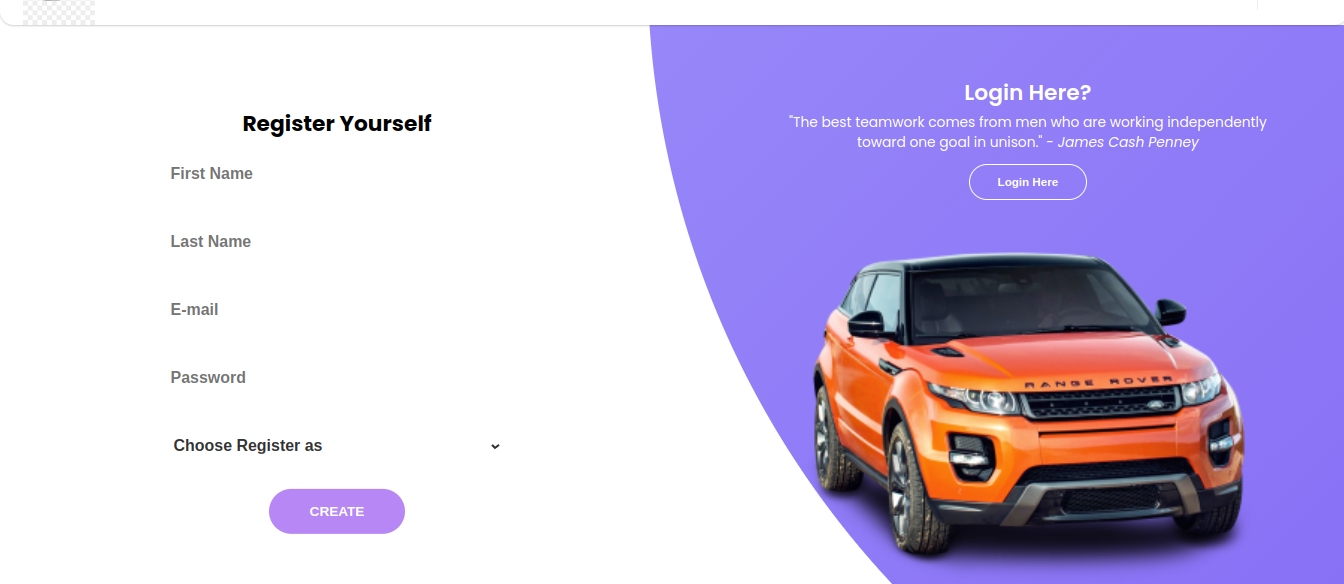 Register Yourself
First Name
Last Name
E-mail
Password
Choose Register as
CREATE
Login Here?
"The best teamwork comes from men who are working independently
toward one goal in unison." - James Cash Penney
Login Here
RANGE ROVER